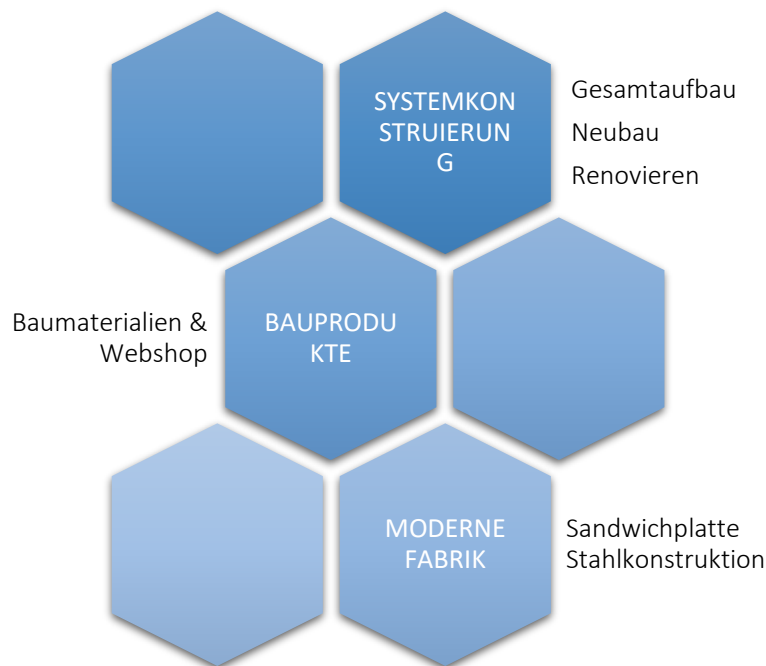 SYSTEMKON
STRUIERUN
G
Gesamtaufbau
Neubau
Renovieren
Baumaterialien &
Webshop
BAUPRODU
KTE
MODERNE
FABRIK
Sandwichplatte
Stahlkonstruktion